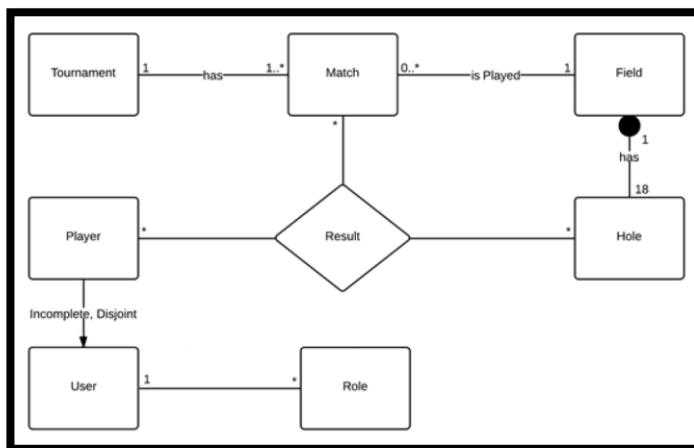 Tournament
1
has
1..*
Match
0..*
is Played
1
Field
1
has
18
*
Player
*
Result
*
Hole
Incomplete, Disjoint
User
1
*
Role